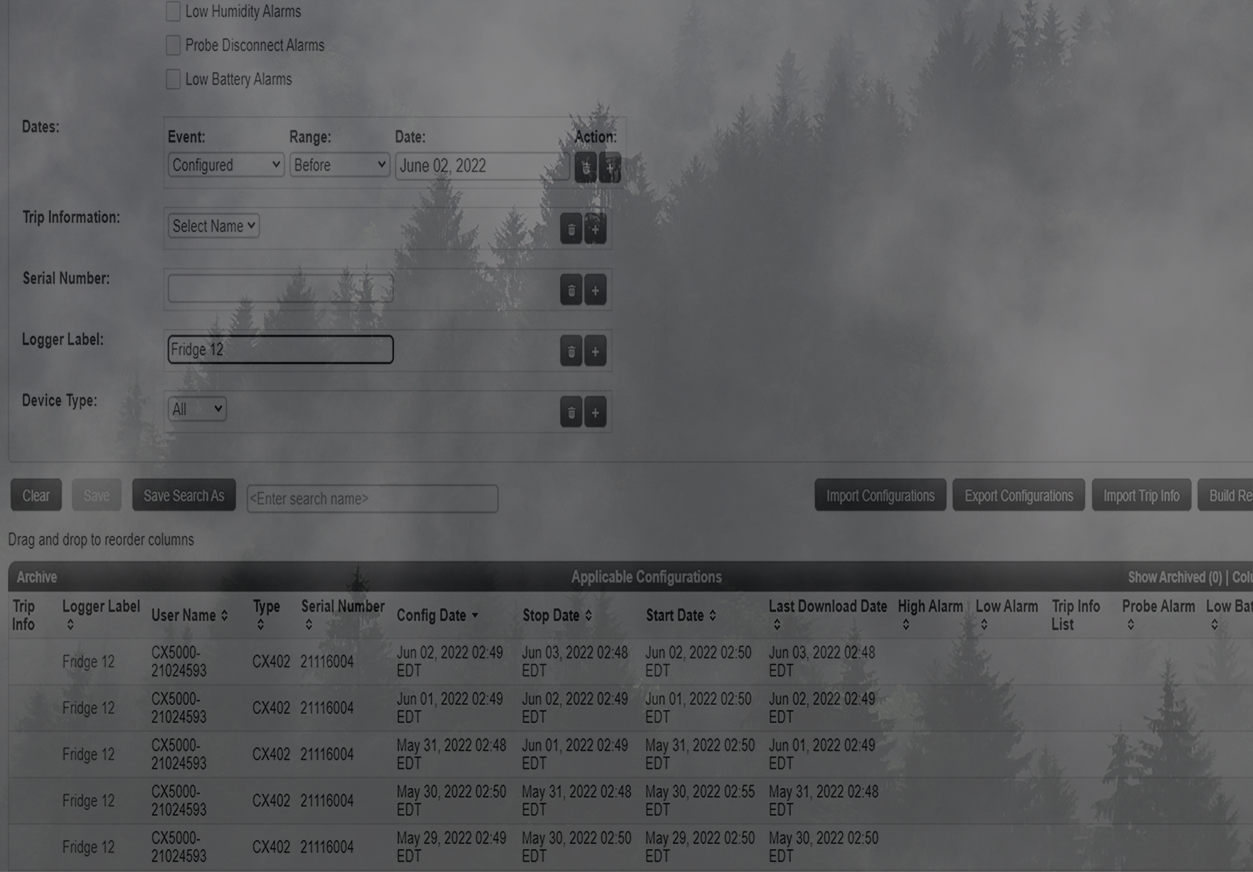 Low Humidity Alarms
Probe Disconnect Alarms
Low Battery Alarms
Dates:
Event: Range: Date: Action:
Configured Before June 02, 2022
Trip Information: Select Name
Serial Number:
Logger Label: Fridge 12
Device Type: All
Clear Save Save Search As <Enter search name> Import Configurations Export Configurations Import Trip Info Build Re
Drag and drop to reorder columns
Archive Applicable Configurations Show Archived (0) | Colu
Trip Info Logger Label User Name Type Serial Number Config Date Stop Date Start Date Last Download Date High Alarm Low Alarm Trip Info List Probe Alarm Low Bat
Fridge 12 CX5000-21024593 CX402 21116004 Jun 02, 2022 02:49 EDT Jun 03, 2022 02:48 EDT Jun 02, 2022 02:50 EDT Jun 03, 2022 02:48 EDT
Fridge 12 CX5000-21024593 CX402 21116004 Jun 01, 2022 02:49 EDT Jun 02, 2022 02:49 EDT Jun 01, 2022 02:50 EDT Jun 02, 2022 02:49 EDT
Fridge 12 CX5000-21024593 CX402 21116004 May 31, 2022 02:48 EDT Jun 01, 2022 02:49 EDT May 31, 2022 02:50 EDT Jun 01, 2022 02:49 EDT
Fridge 12 CX5000-21024593 CX402 21116004 May 30, 2022 02:50 EDT May 31, 2022 02:48 EDT May 30, 2022 02:55 EDT May 31, 2022 02:48 EDT
Fridge 12 CX5000-21024593 CX402 21116004 May 29, 2022 02:49 EDT May 30, 2022 02:50 EDT May 29, 2022 02:50 EDT May 30, 2022 02:50 EDT